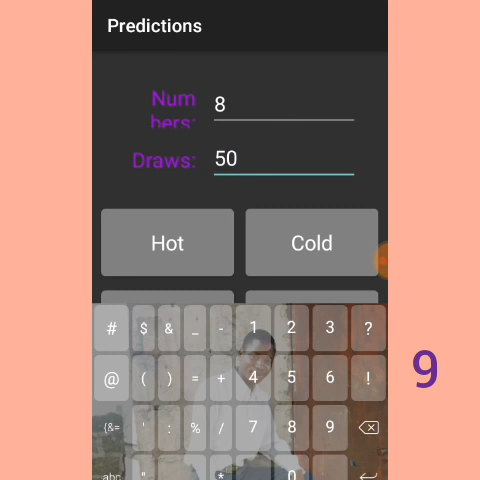 Predictions
Num
bers:
8
Draws:
50
Hot
Cold
# $ & _ - 1 2 3 ?
@ ( ) = + 4 5 6 !
{&= ' : % / 7 8 9
abc " * 0
9